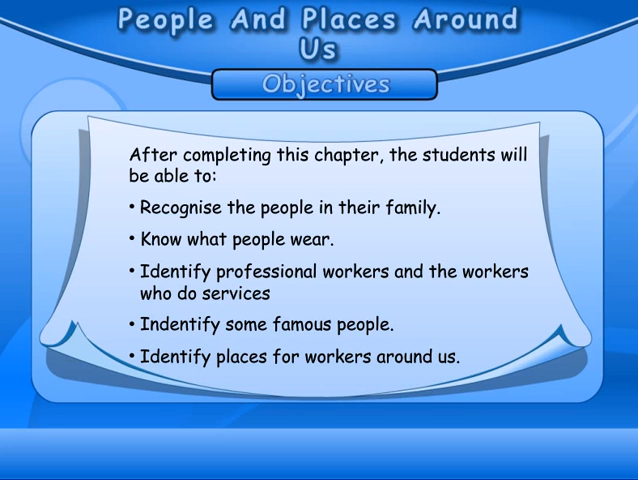 People And Places Around
Us
Objectives
After completing this chapter, the students will
be able to:
• Recognise the people in their family.
• Know what people wear.
• Identify professional workers and the workers
who do services
• Indentify some famous people.
• Identify places for workers around us.